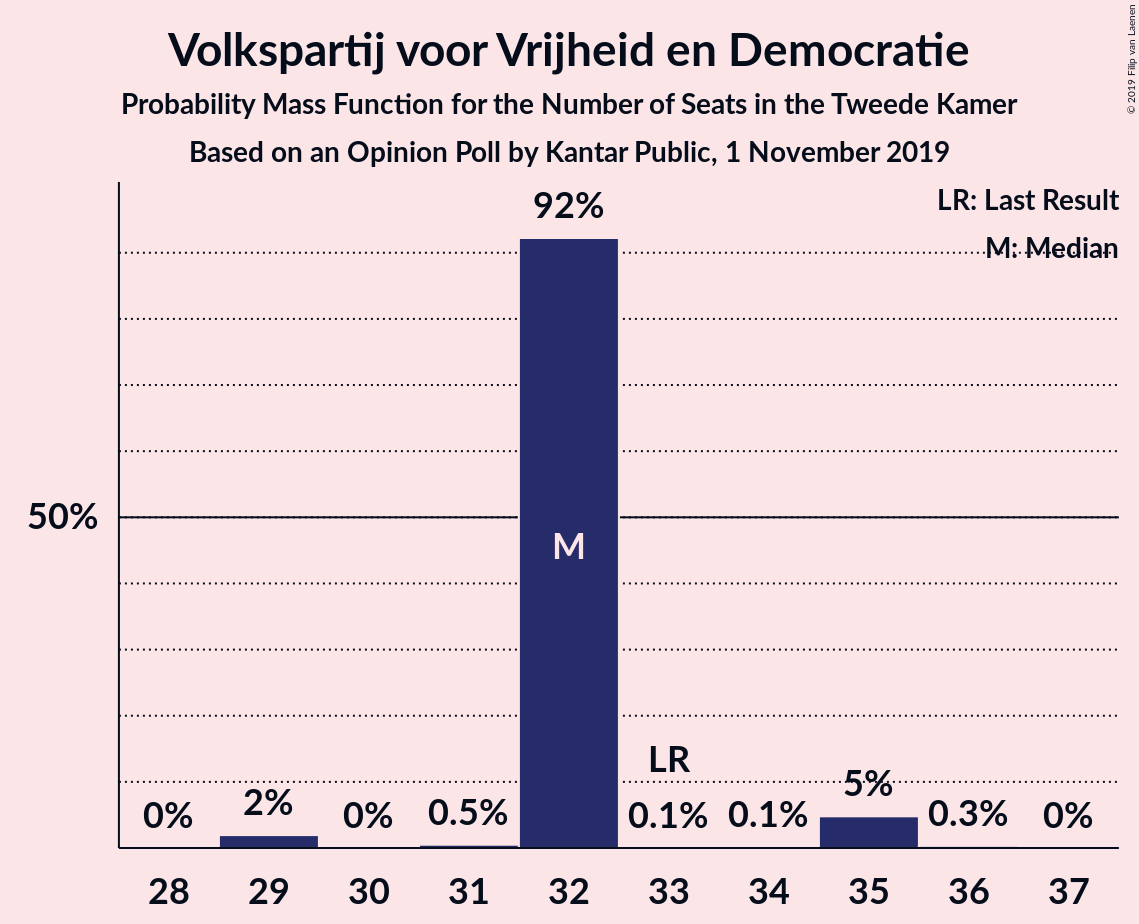 Volkspartij voor Vrijheid en Democratie
Probability Mass Function for the Number of Seats in the Tweede Kamer
Based on an Opinion Poll by Kantar Public, 1 November 2019
© 2019 Filip van Laenen
LR: Last Result
M: Median
50%
0%
2%
0%
0.5%
92%
M
LR
0.1%
0.1%
5%
0.3%
0%
28 29 30 31 32 33 34 35 36 37